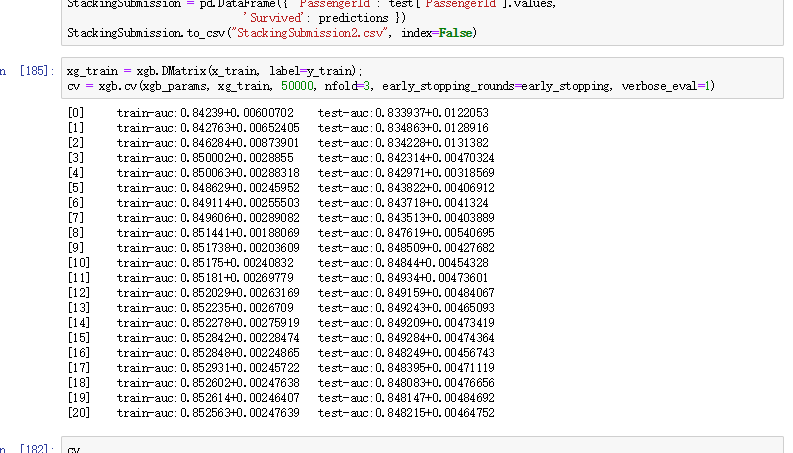 StackingSubmission = pd.DataFrame({ 'PassengerId': test['PassengerId'].values,
'Survived': predictions })
StackingSubmission.to_csv("StackingSubmission2.csv", index=False)
n [185]: xg_train = xgb.DMatrix(x_train, label=y_train);
cv = xgb.cv(xgb_params, xg_train, 50000, nfold=3, early_stopping_rounds=early_stopping, verbose_eval=1)
[0] train-auc:0.84239+0.00600702 test-auc:0.833937+0.0122053
[1] train-auc:0.842763+0.00652405 test-auc:0.834863+0.0128916
[2] train-auc:0.846284+0.00873901 test-auc:0.834228+0.0131382
[3] train-auc:0.850002+0.0028855 test-auc:0.842314+0.00470324
[4] train-auc:0.850063+0.00288318 test-auc:0.842971+0.00318569
[5] train-auc:0.848629+0.00245952 test-auc:0.843822+0.00406912
[6] train-auc:0.849114+0.00255503 test-auc:0.843718+0.0041324
[7] train-auc:0.849606+0.00289082 test-auc:0.843513+0.00403889
[8] train-auc:0.851441+0.00188069 test-auc:0.847619+0.00540695
[9] train-auc:0.851738+0.00203609 test-auc:0.848509+0.00427682
[10] train-auc:0.85175+0.00240832 test-auc:0.84844+0.00454328
[11] train-auc:0.85181+0.00269779 test-auc:0.84934+0.00473601
[12] train-auc:0.852029+0.00263169 test-auc:0.849159+0.00484067
[13] train-auc:0.852235+0.0026709 test-auc:0.849243+0.00465093
[14] train-auc:0.852278+0.00275919 test-auc:0.849209+0.00473419
[15] train-auc:0.852842+0.00228474 test-auc:0.849284+0.00474364
[16] train-auc:0.852848+0.00224865 test-auc:0.848249+0.00456743
[17] train-auc:0.852931+0.00245722 test-auc:0.848395+0.00471119
[18] train-auc:0.852602+0.00247638 test-auc:0.848083+0.00476656
[19] train-auc:0.852614+0.00246407 test-auc:0.848147+0.00484692
[20] train-auc:0.852563+0.00247639 test-auc:0.848215+0.00464752
n [182]: cv